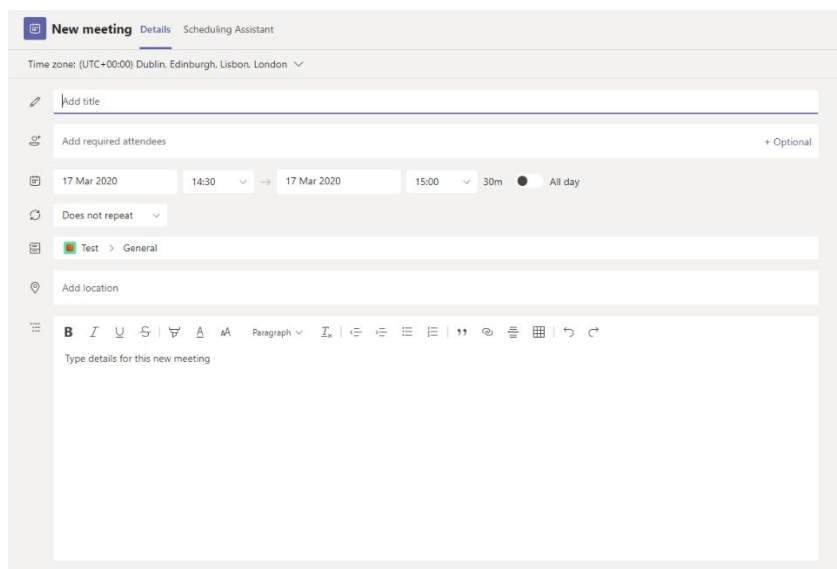 New meeting Details Scheduling Assistant
Time zone: (UTC+00:00) Dublin, Edinburgh, Lisbon, London
Add title
Add required attendees + Optional
17 Mar 2020 14:30 → 17 Mar 2020 15:00 30m All day
Does not repeat
Test > General
Add location
B I U S A AA Paragraph Tx
Type details for this new meeting